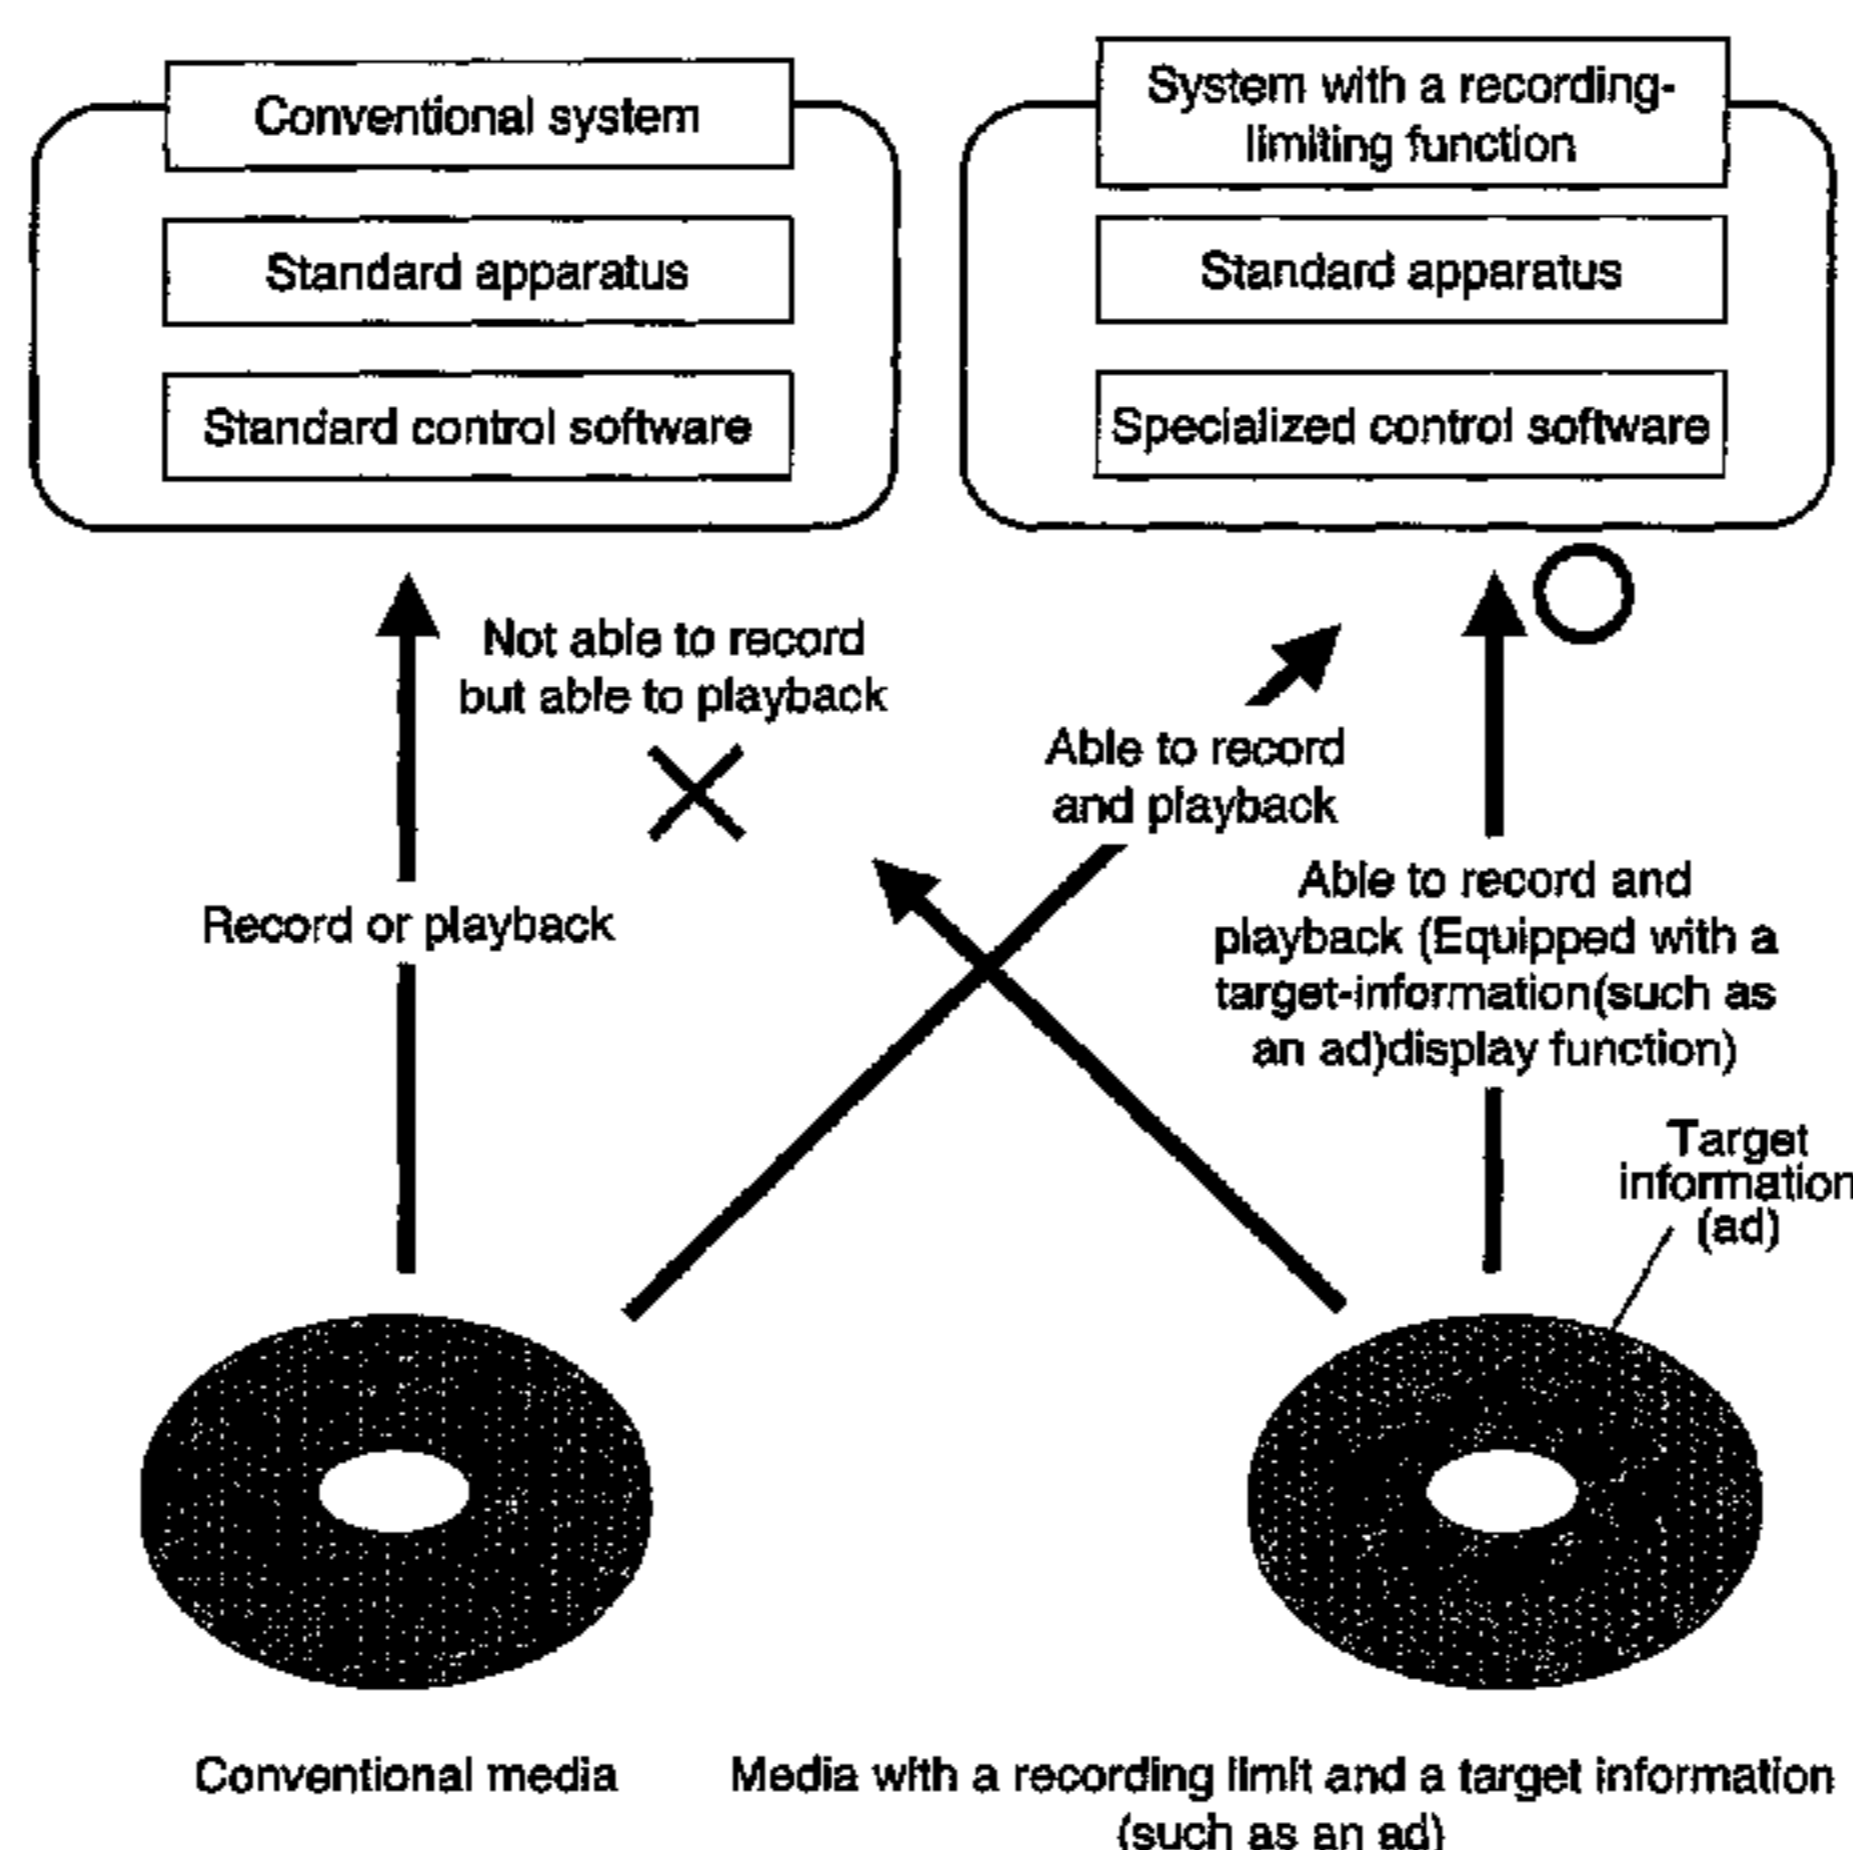 Conventional system
Standard apparatus
Standard control software
System with a recording-
limiting function
Standard apparatus
Specialized control software
Not able to record
but able to playback
Able to record
and playback
Record or playback
Able to record and
playback (Equipped with a
target-information(such as
an ad)display function)
Target
information
(ad)
Conventional media
Media with a recording limit and a target information
(such as an ad)